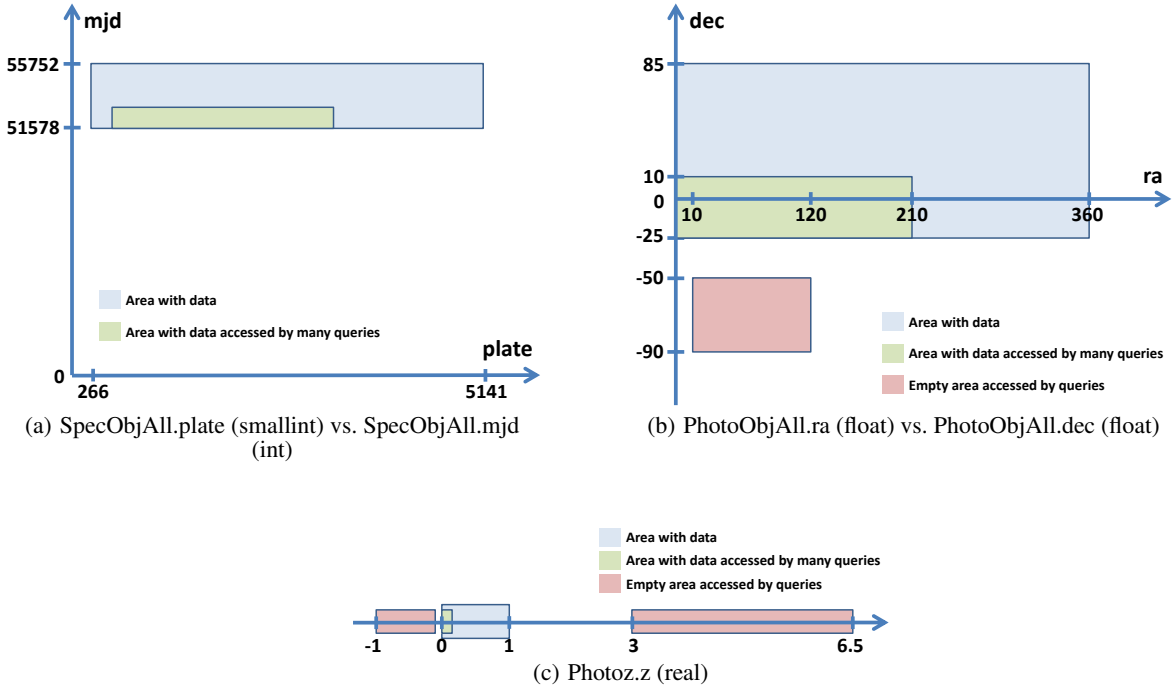 mjd
55752
51578
Area with data
Area with data accessed by many queries
plate
0
266
5141
(a) SpecObjAll.plate (smallint) vs. SpecObjAll.mjd
(int)
dec
85
10
ra
0
10
120
210
360
-25
-50
-90
Area with data
Area with data accessed by many queries
Empty area accessed by queries
(b) PhotoObjAll.ra (float) vs. PhotoObjAll.dec (float)
Area with data
Area with data accessed by many queries
Empty area accessed by queries
-1
0
1
3
6.5
(c) Photoz.z (real)